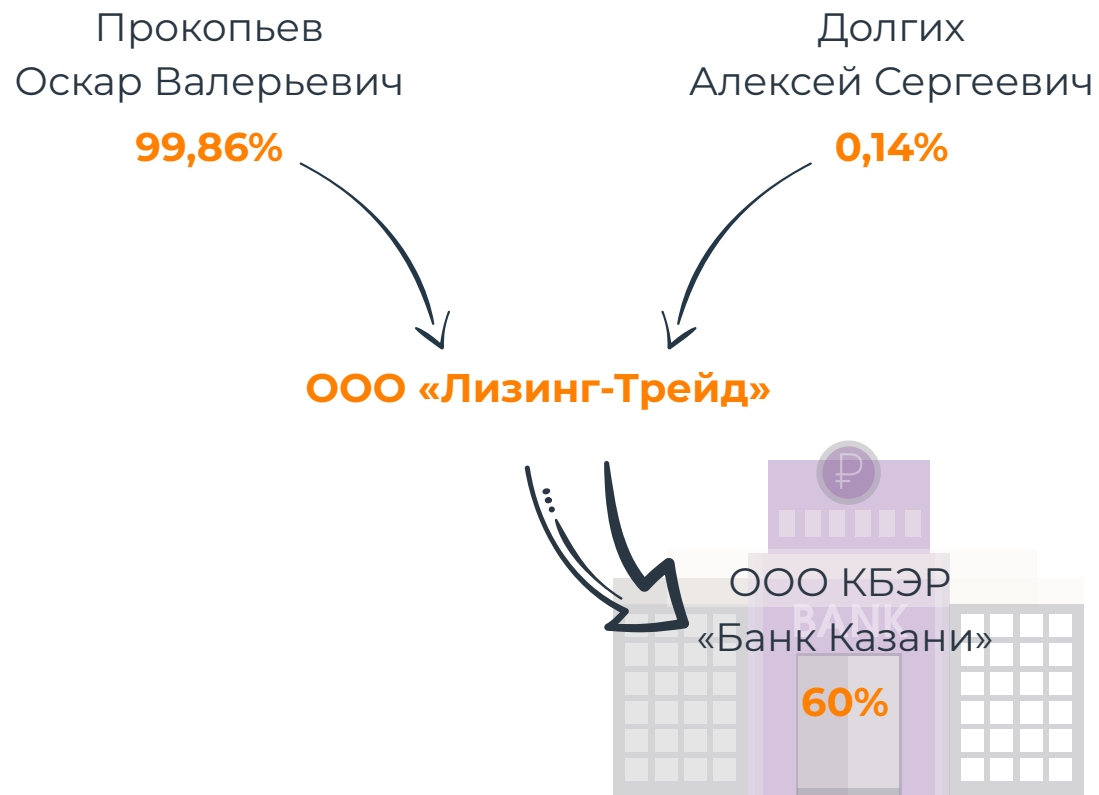 Прокопьев
Оскар Валерьевич
99,86%
Долгих
Алексей Сергеевич
0,14%
ООО «Лизинг-Трейд»
₽
ООО КБЭР
BANK
«Банк Казани»
60%